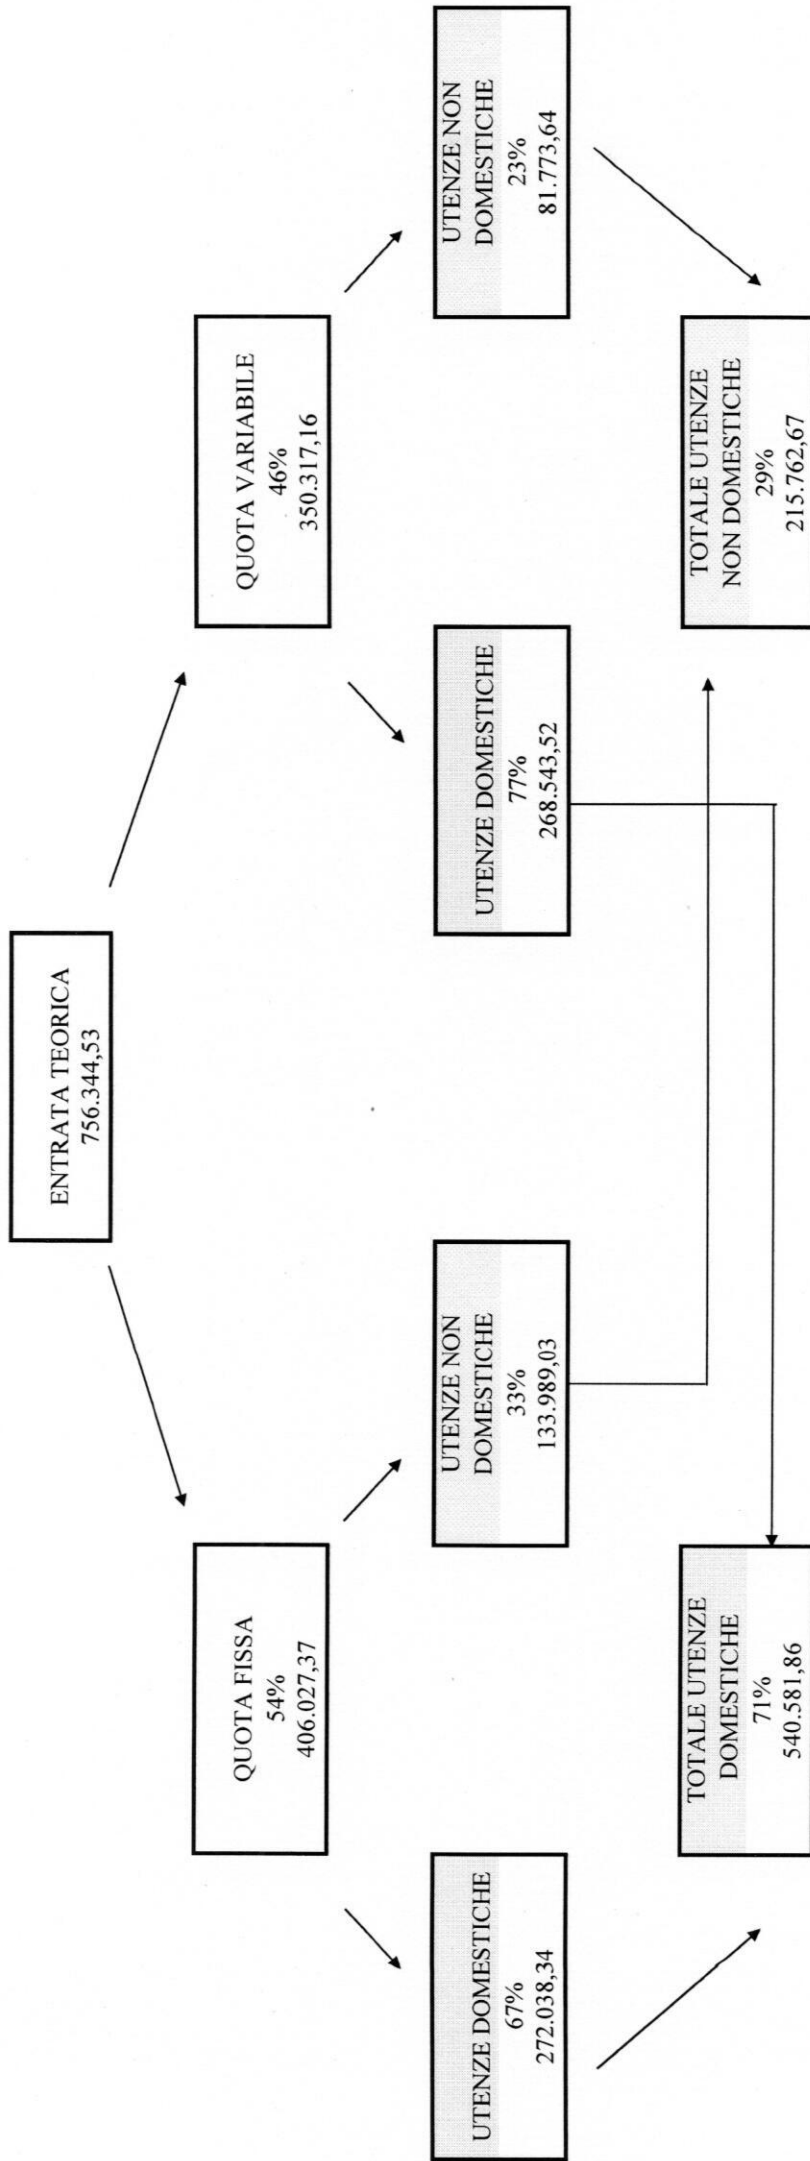 ENTRATA TEORICA
756.344,53
QUOTA FISSA
54%
406.027,37
QUOTA VARIABILE
46%
350.317,16
UTENZE DOMESTICHE
67%
272.038,34
UTENZE NON
DOMESTICHE
33%
133.989,03
UTENZE DOMESTICHE
77%
268.543,52
UTENZE NON
DOMESTICHE
23%
81.773,64
TOTALE UTENZE
DOMESTICHE
71%
540.581,86
TOTALE UTENZE
NON DOMESTICHE
29%
215.762,67